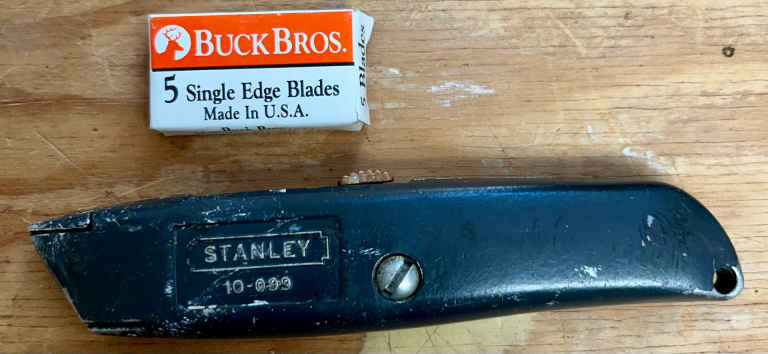 BUCK BROS.
5 Single Edge Blades
Made In U.S.A.
5 Blades
STANLEY
10-099